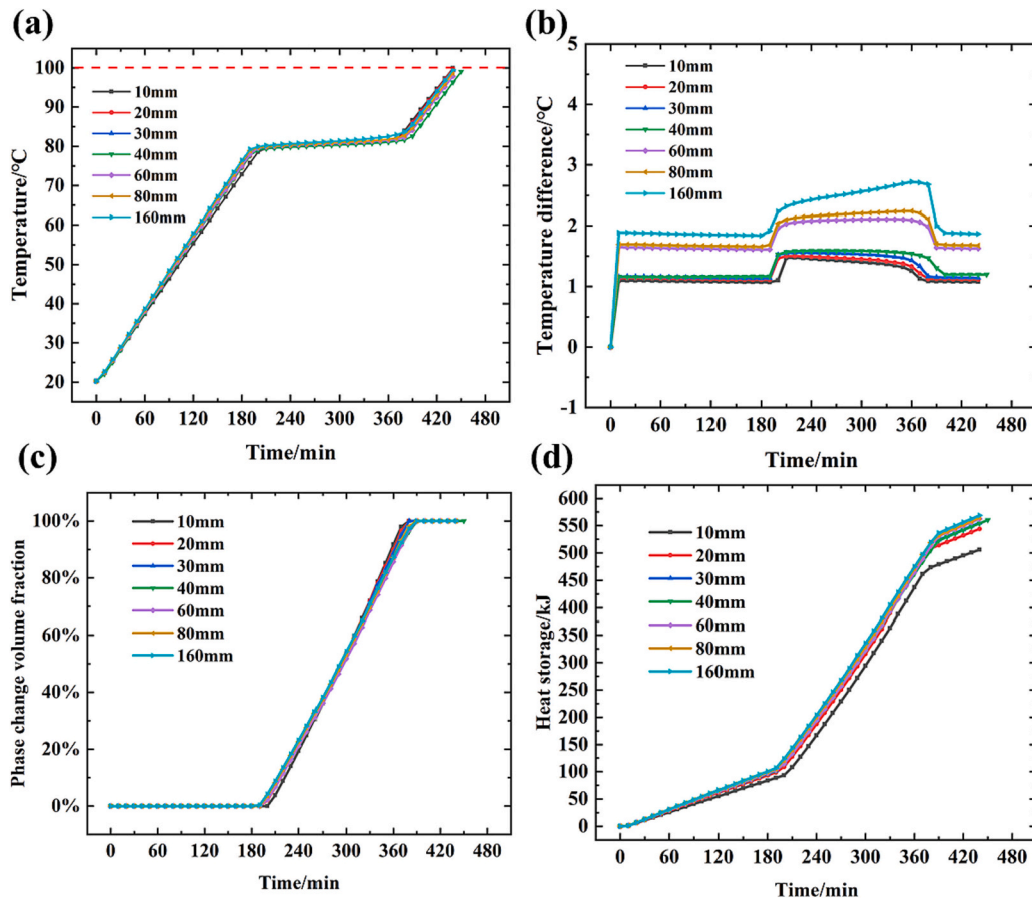 (a)
100
90
80
70
60
50
40
30
20
Temperature/℃
10mm
20mm
30mm
40mm
60mm
80mm
160mm
0 60 120 180 240 300 360 420 480
Time/min
(b)
5
4
3
2
1
0
-1
Temperature difference/℃
10mm
20mm
30mm
40mm
60mm
80mm
160mm
0 60 120 180 240 300 360 420 480
Time/min
(c)
100%
80%
60%
40%
20%
0%
Phase change volume fraction
10mm
20mm
30mm
40mm
60mm
80mm
160mm
0 60 120 180 240 300 360 420 480
Time/min
(d)
600
550
500
450
400
350
300
250
200
150
100
50
0
Heat storage/kJ
10mm
20mm
30mm
40mm
60mm
80mm
160mm
0 60 120 180 240 300 360 420 480
Time/min